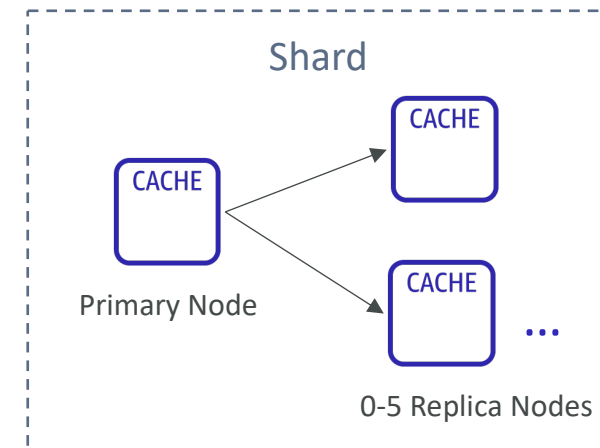 Shard
CACHE
CACHE
Primary Node
CACHE
...
0-5 Replica Nodes